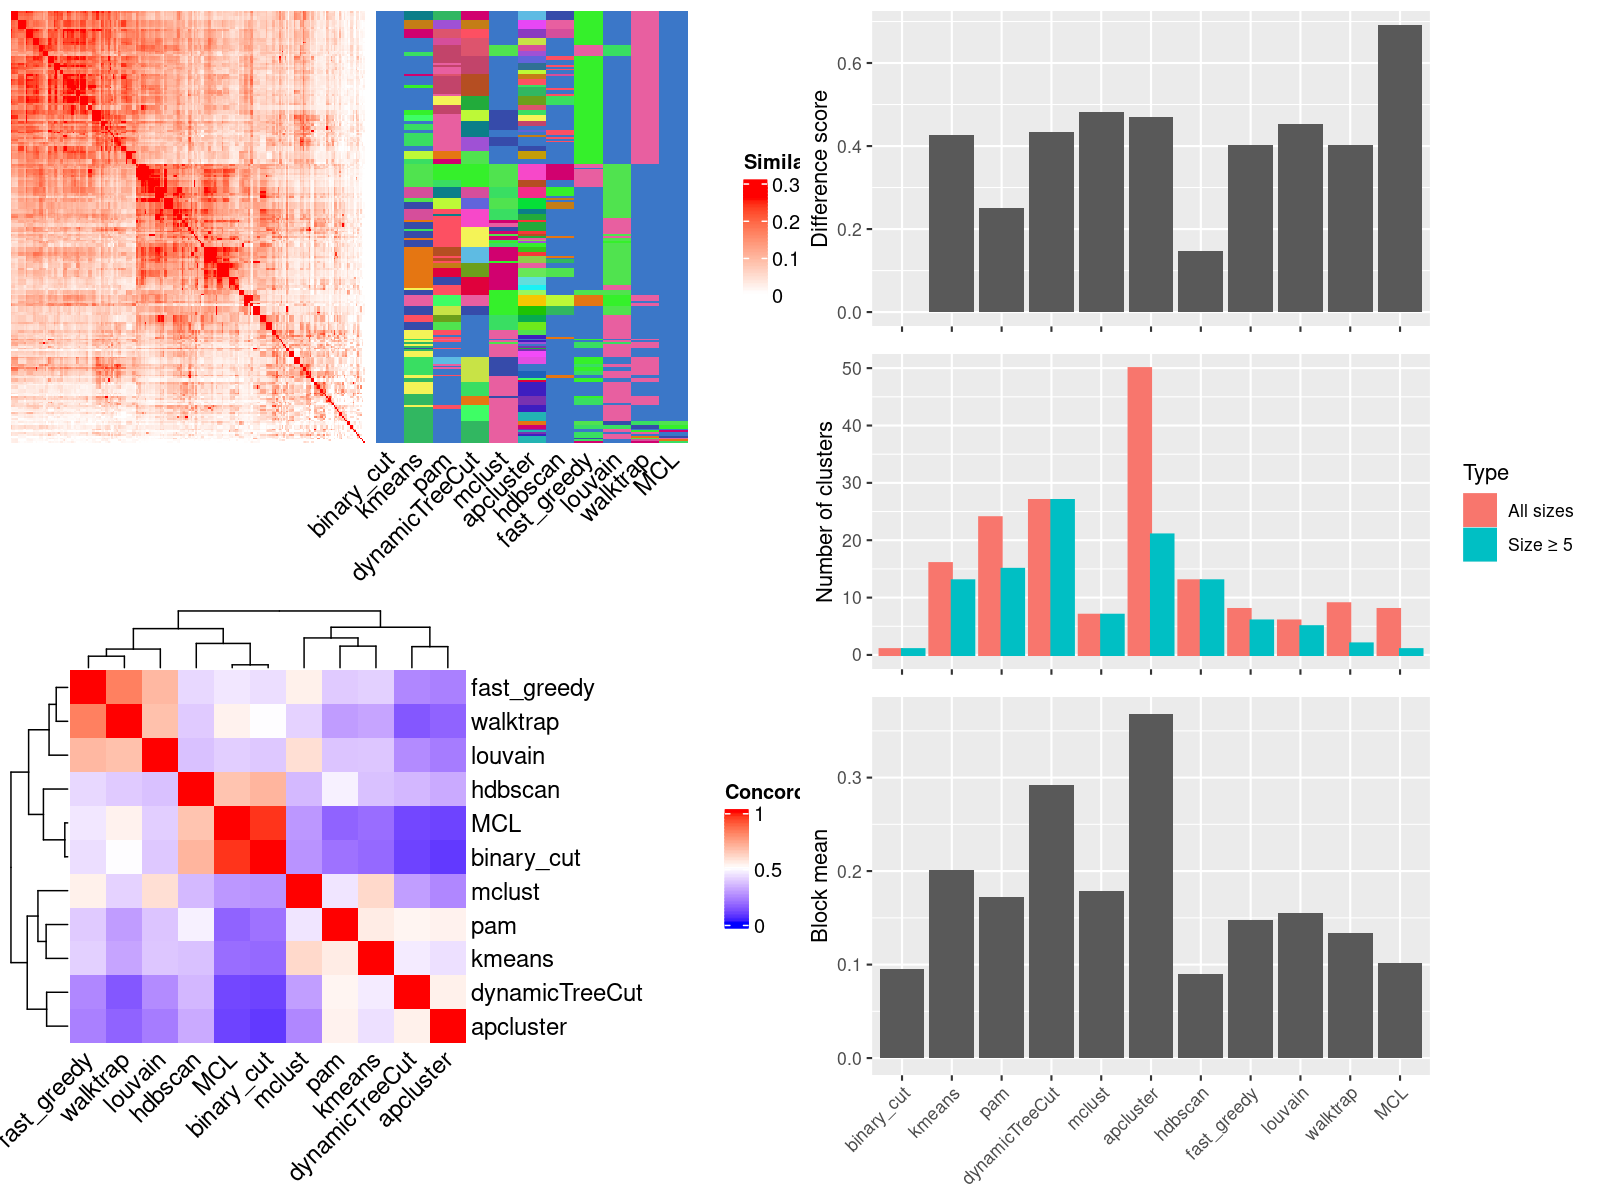 Simila
0.3
0.2
0.1
0
binary_cut
kmeans
pam
dynamicTreeCut
mclust
apcluster
hdbscan
fast_greedy
louvain
walktrap
MCL
fast_greedy
walktrap
louvain
hdbscan
MCL
binary_cut
mclust
pam
kmeans
dynamicTreeCut
apcluster
fast_greedy
walktrap
louvain
hdbscan
MCL
binary_cut
mclust
pam
kmeans
dynamicTreeCut
apcluster
Concord
1
0.5
0
Difference score
0.6
0.4
0.2
0.0
Number of clusters
50
40
30
20
10
0
Type
All sizes
Size ≥ 5
Block mean
0.3
0.2
0.1
0.0
binary_cut
kmeans
pam
dynamicTreeCut
mclust
apcluster
hdbscan
fast_greedy
louvain
walktrap
MCL